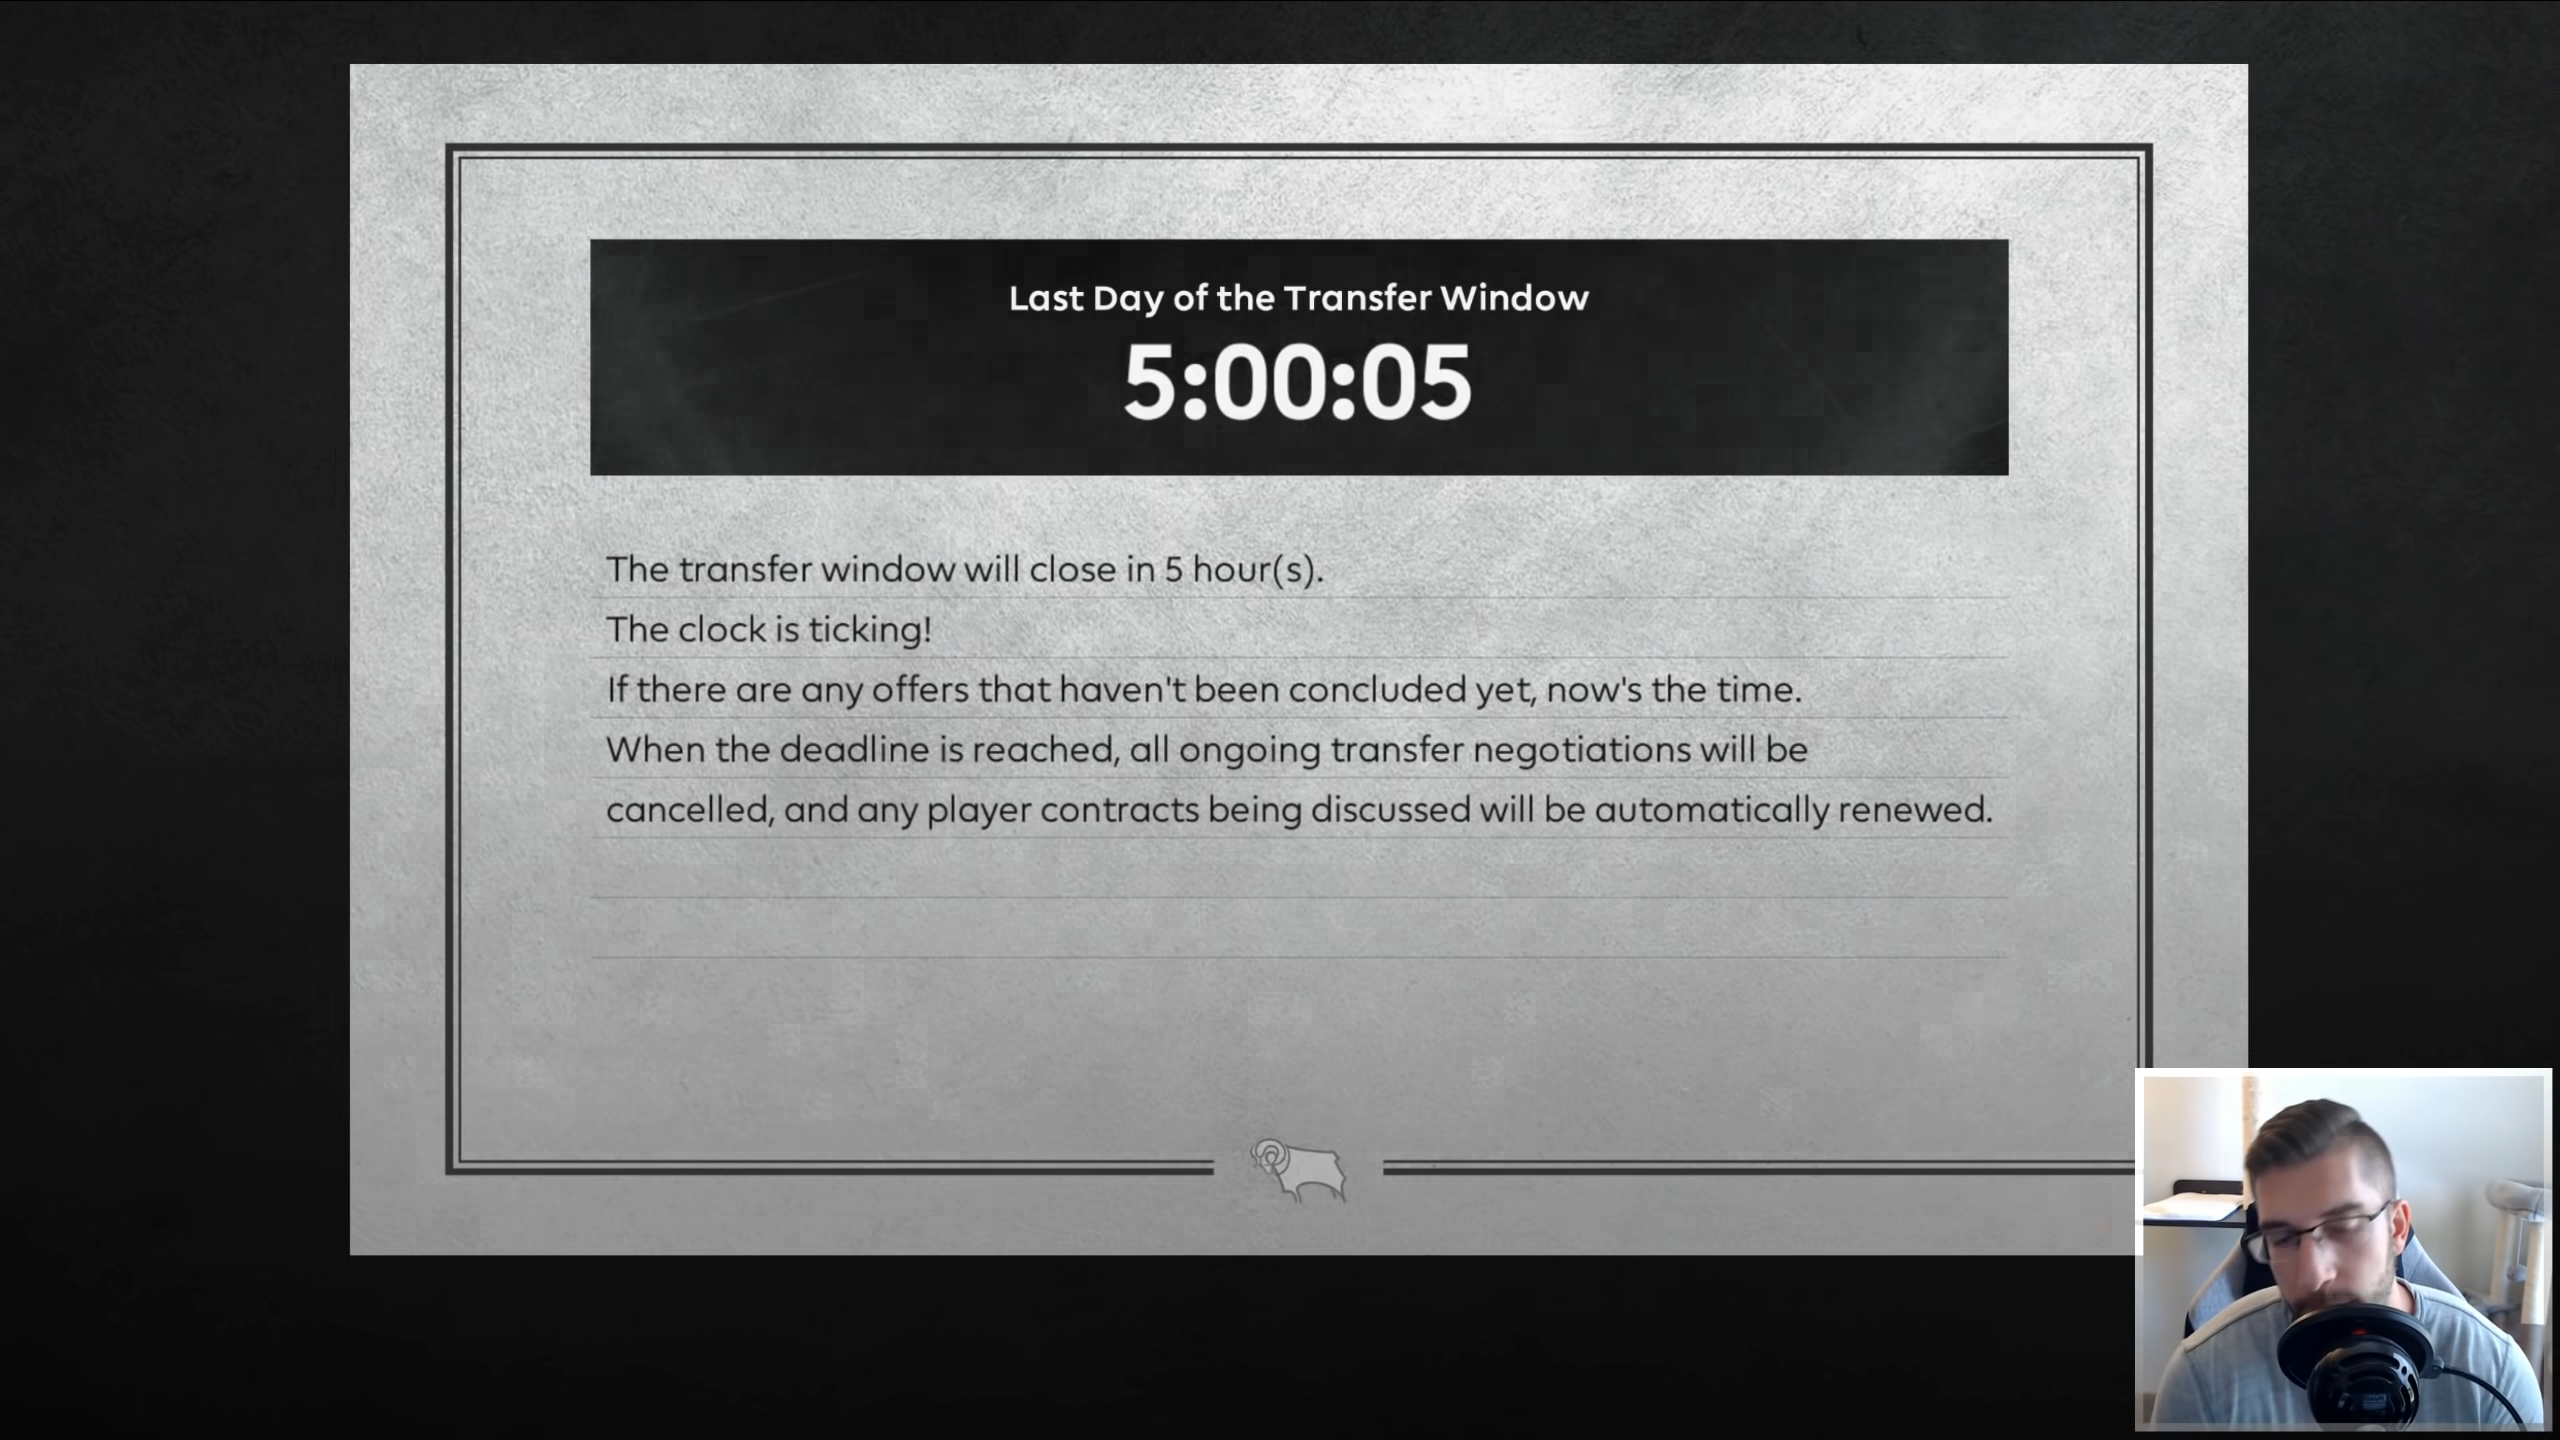 Last Day of the Transfer Window
5:00:05
The transfer window will close in 5 hour(s).
The clock is ticking!
If there are any offers that haven't been concluded yet, now's the time.
When the deadline is reached, all ongoing transfer negotiations will be
cancelled, and any player contracts being discussed will be automatically renewed.